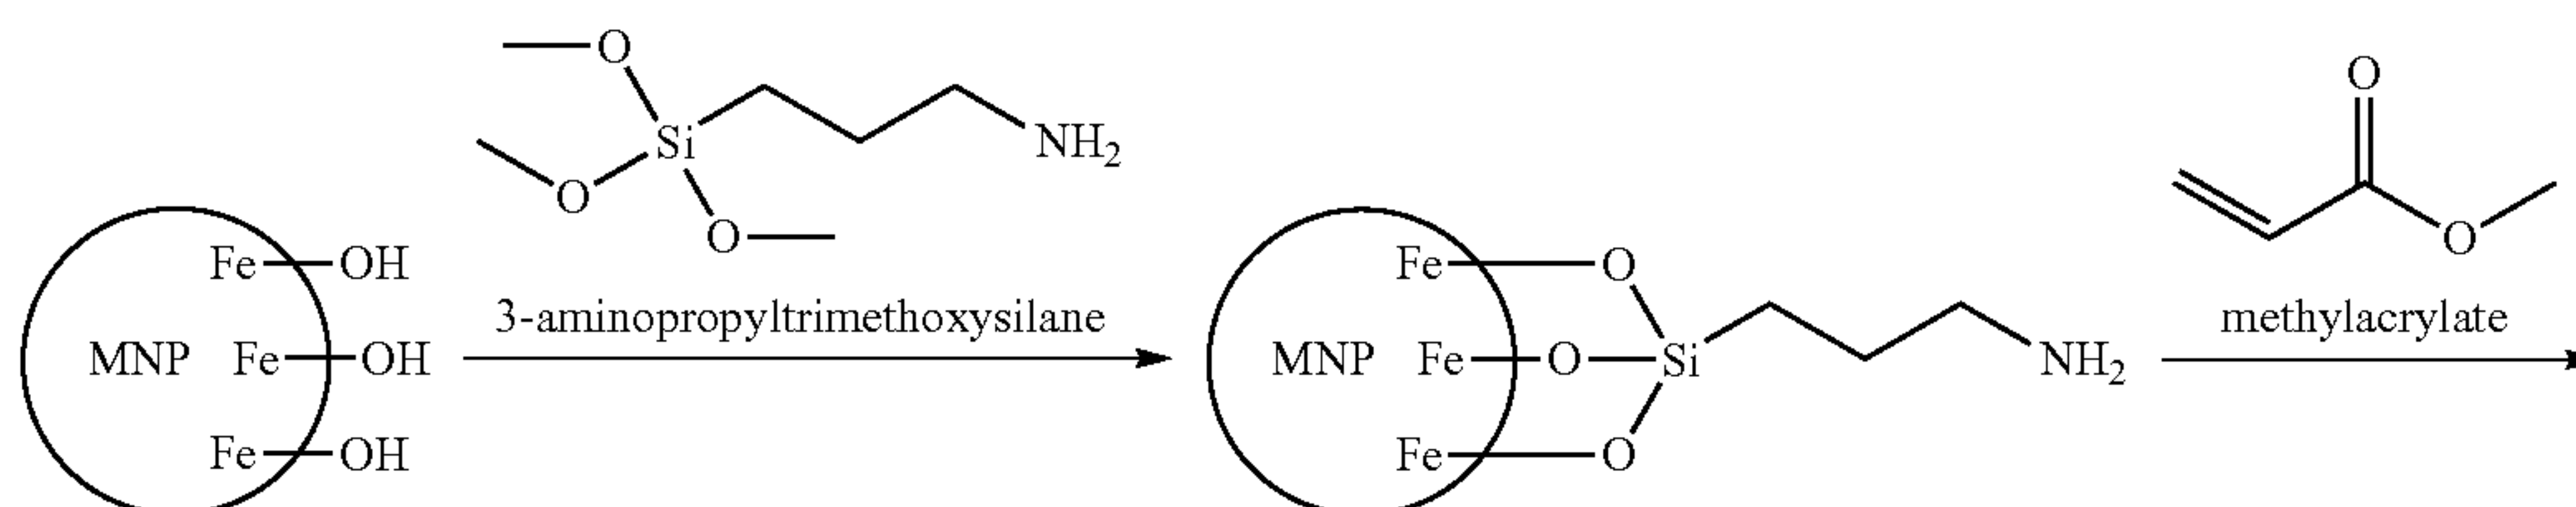 O
O
Si
NH₂
O
O
O
O
Fe OH
MNP Fe OH
Fe OH
3-aminopropyltrimethoxysilane
Fe O
MNP Fe O Si
NH₂
Fe O
methylacrylate